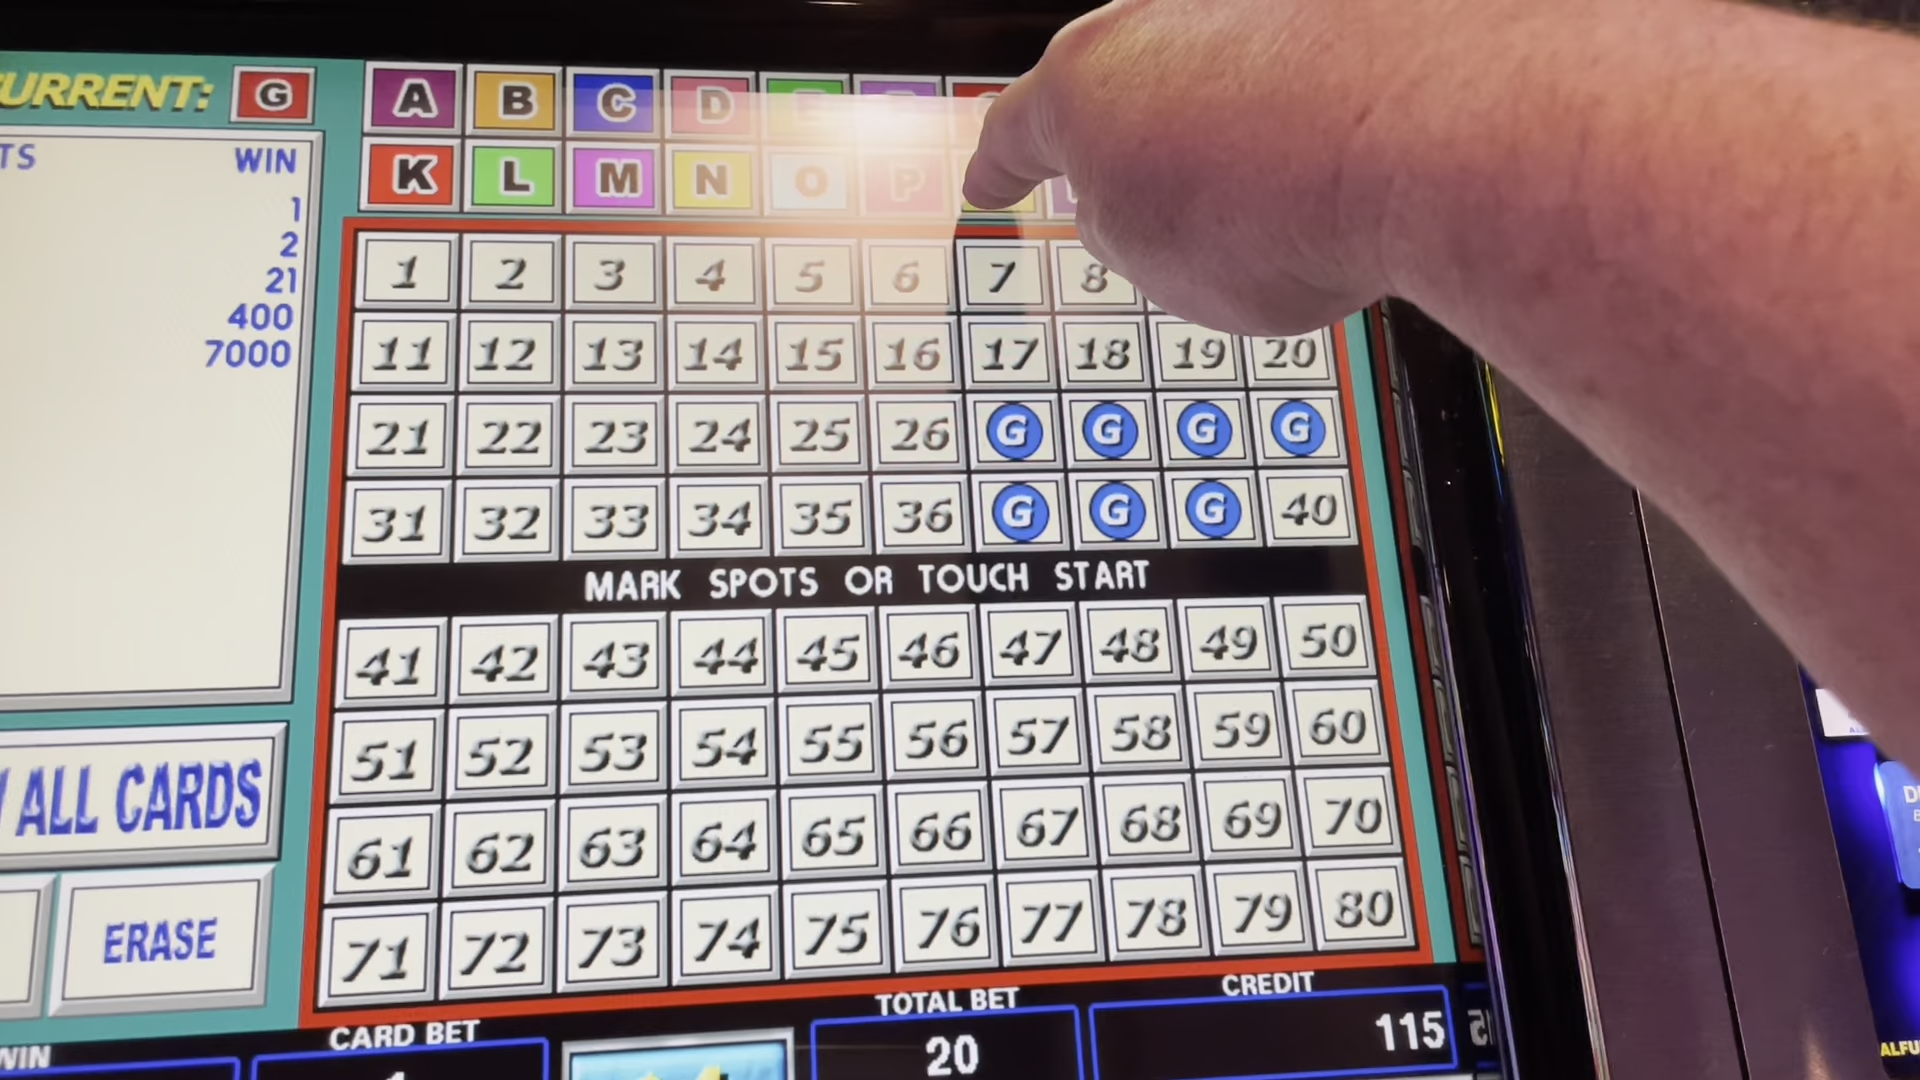 CURRENT: G
TS WIN
1
2
21
400
7000
A B C D
K L M N O P
1 2 3 4 5 6 7 8
11 12 13 14 15 16 17 18 19 20
21 22 23 24 25 26 G G G G
31 32 33 34 35 36 G G G 40
MARK SPOTS OR TOUCH START
41 42 43 44 45 46 47 48 49 50
51 52 53 54 55 56 57 58 59 60
61 62 63 64 65 66 67 68 69 70
71 72 73 74 75 76 77 78 79 80
ALL CARDS
ERASE
WIN
CARD BET
TOTAL BET
20
CREDIT
115
ALFU